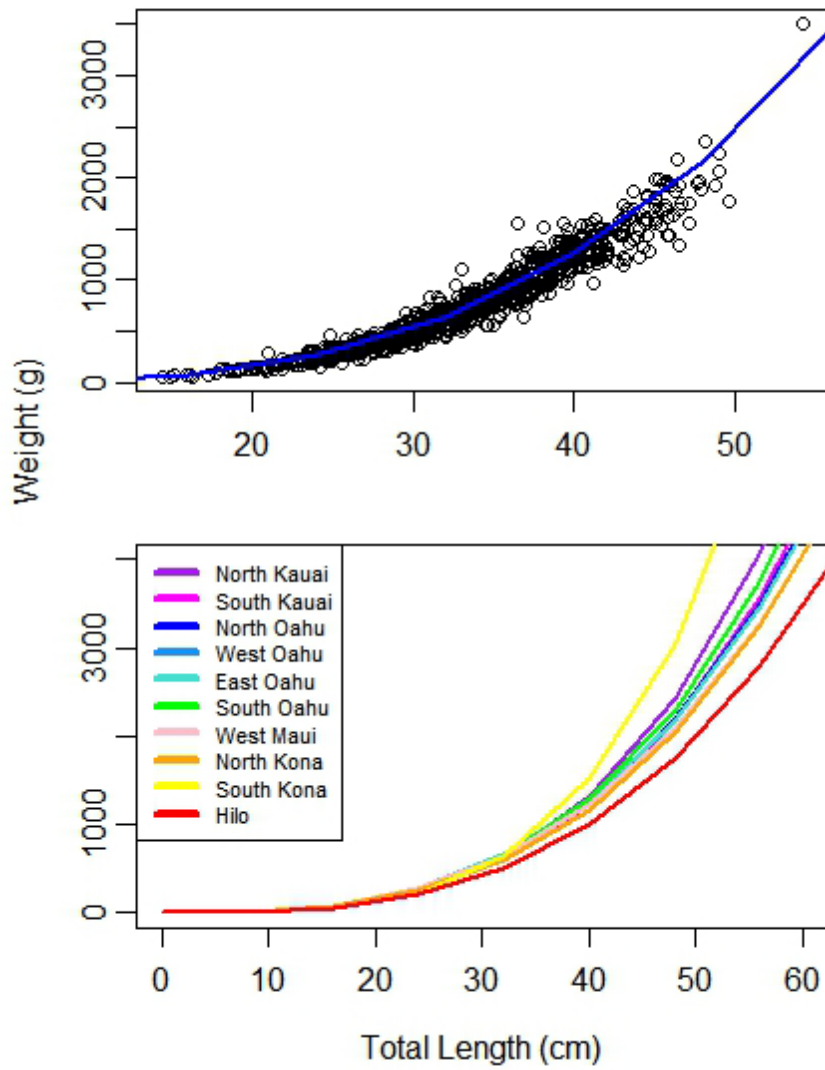 3000
2000
1000
0
20 30 40 50
Weight (g)
North Kauai
South Kauai
North Oahu
West Oahu
East Oahu
South Oahu
West Maui
North Kona
South Kona
Hilo
3000
1000
0
0 10 20 30 40 50 60
Total Length (cm)